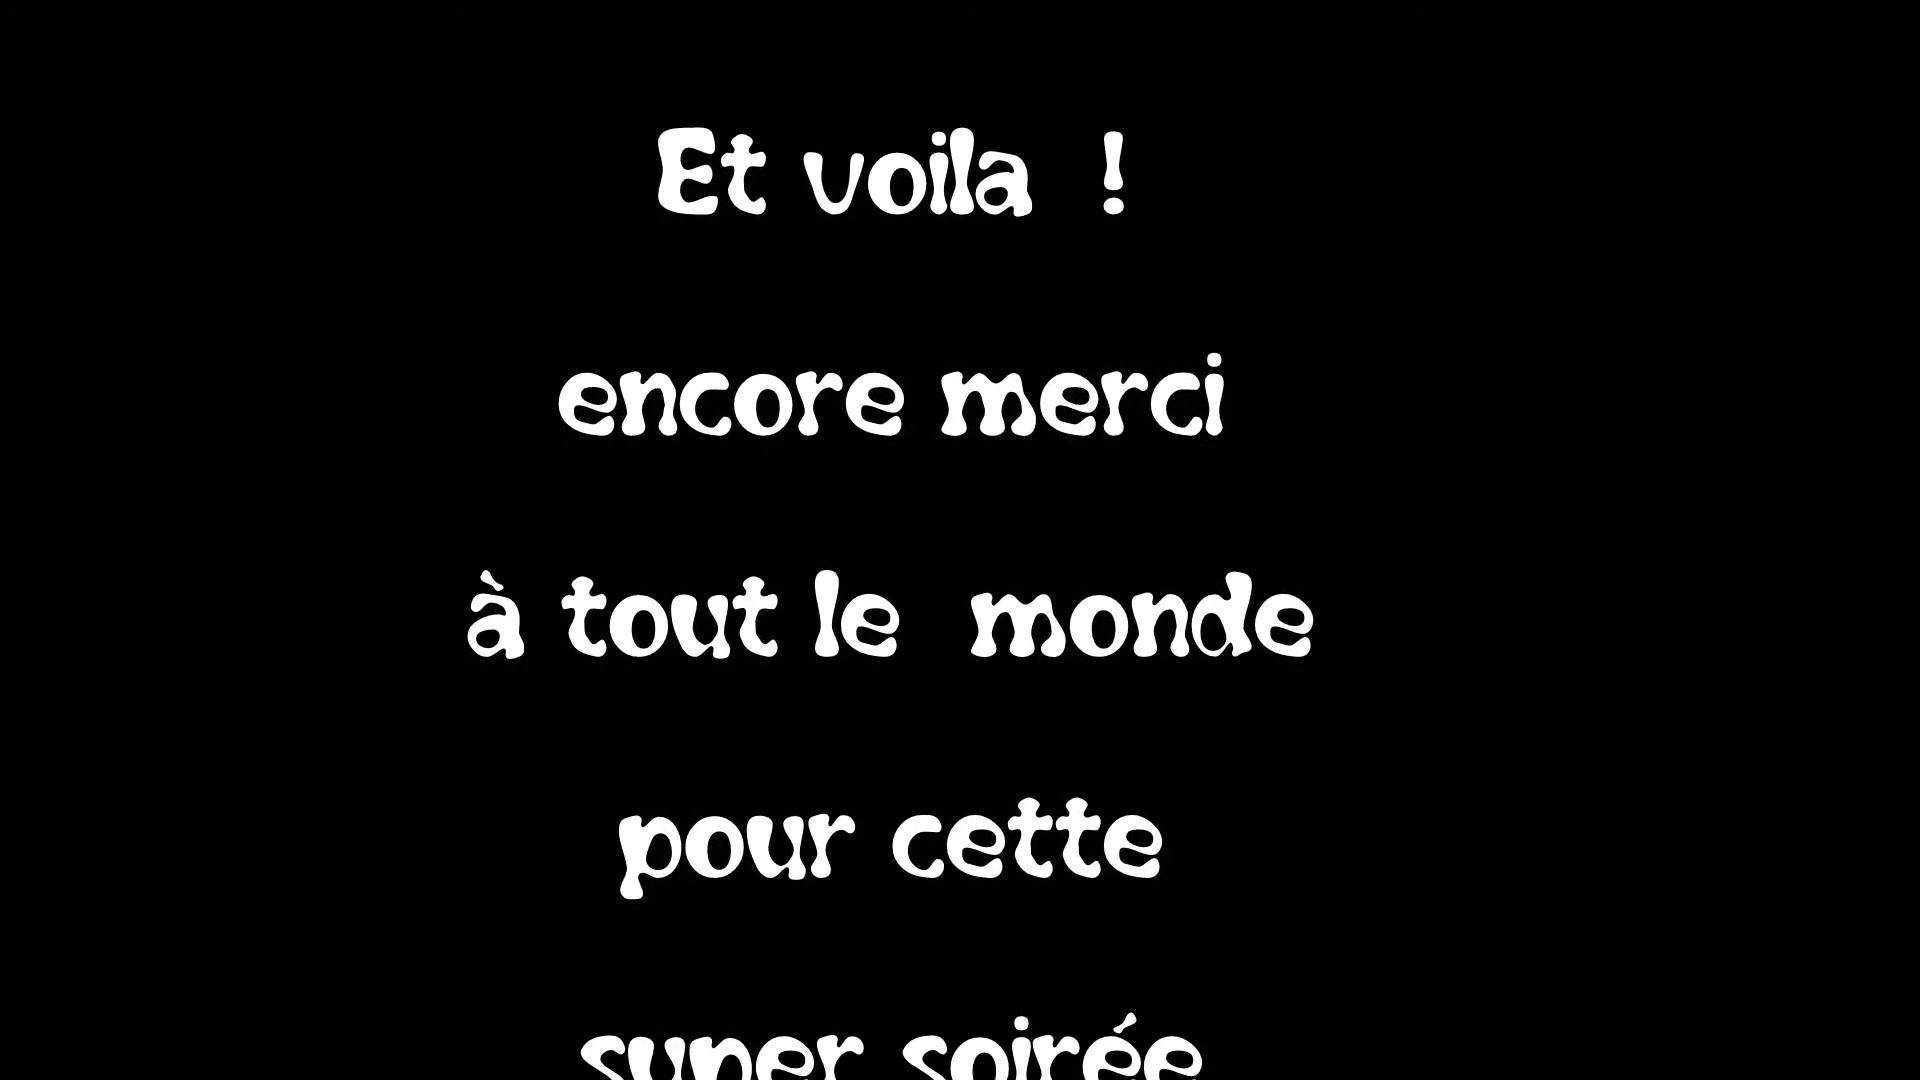 Et voila !
encore merci
à tout le monde
pour cette
super soirée